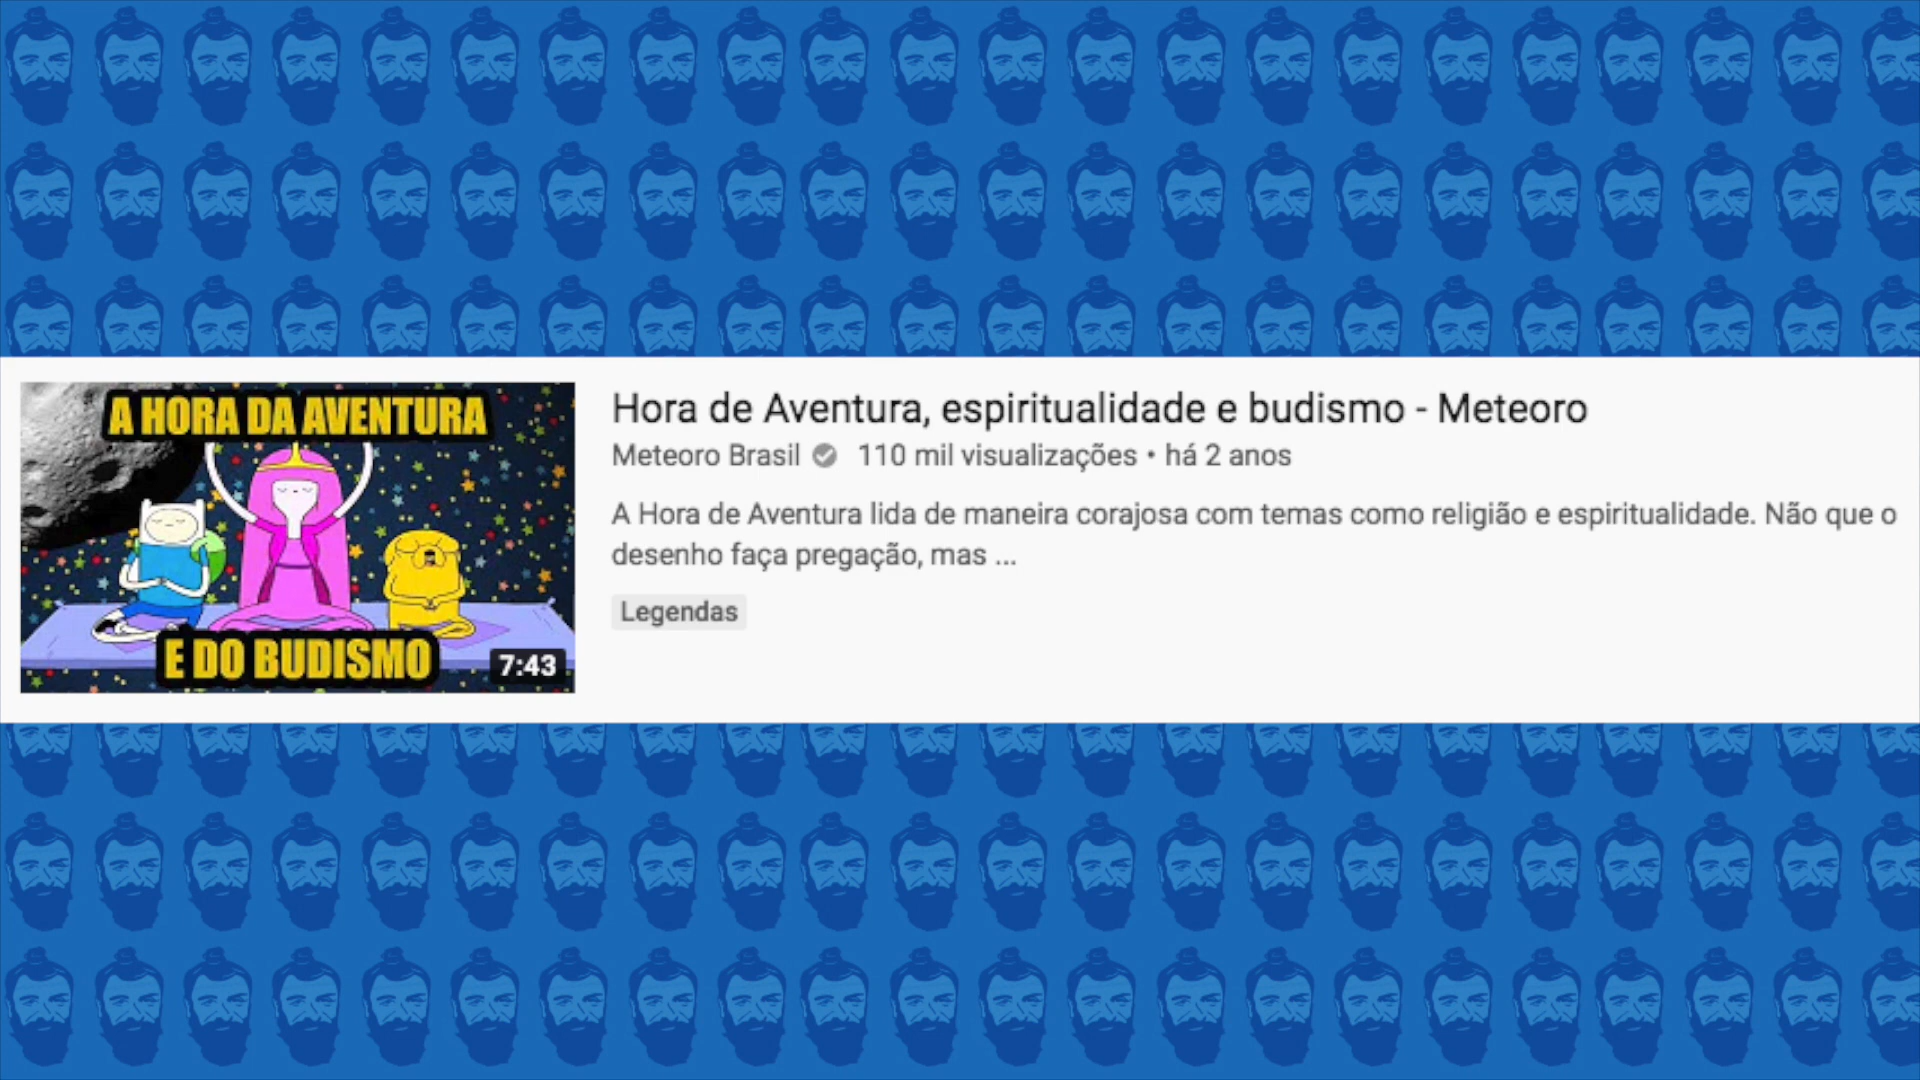 A HORA DA AVENTURA
E DO BUDISMO
7:43
Hora de Aventura, espiritualidade e budismo - Meteoro
Meteoro Brasil 110 mil visualizações • há 2 anos
A Hora de Aventura lida de maneira corajosa com temas como religião e espiritualidade. Não que o
desenho faça pregação, mas ...
Legendas